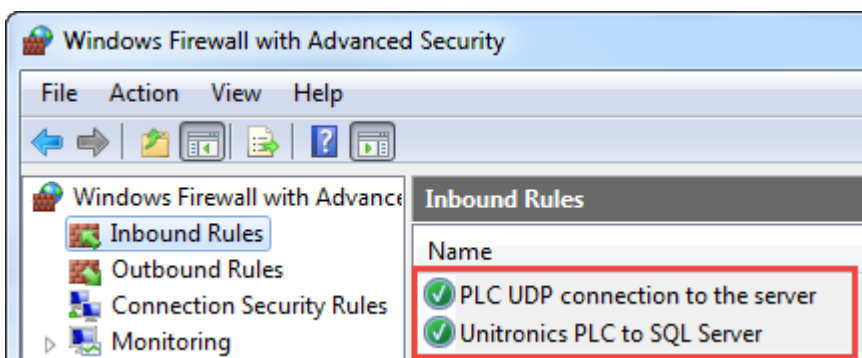 Windows Firewall with Advanced Security
File Action View Help
Windows Firewall with Advance
Inbound Rules
Inbound Rules
Name
Outbound Rules
PLC UDP connection to the server
Connection Security Rules
Unitronics PLC to SQL Server
Monitoring